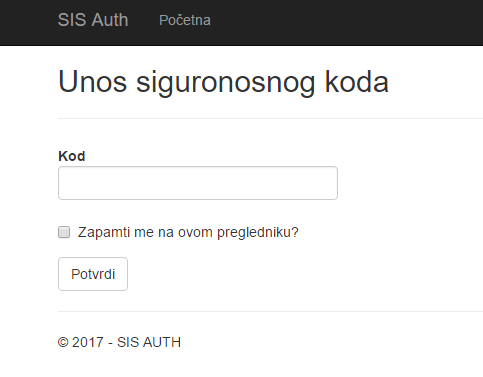 SIS Auth Početna
Unos siguronosnog koda
Kod
Zapamti me na ovom pregledniku?
Potvrdi
© 2017 - SIS AUTH